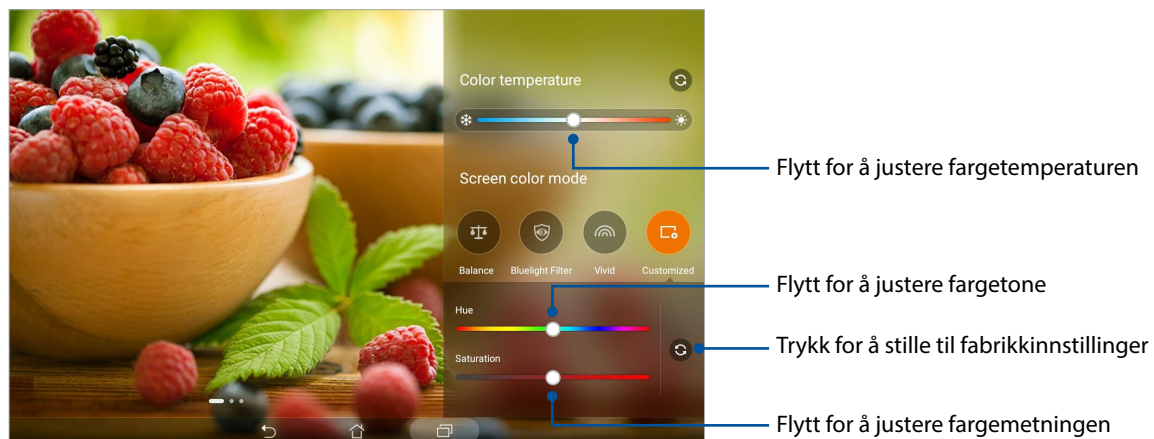 Color temperature
Flytt for å justere fargetemperaturen
Screen color mode
Balance
Bluelight Filter
Vivid
Customized
Flytt for å justere fargetone
Hue
Trykk for å stille til fabrikkinnstillinger
Saturation
Flytt for å justere fargemetningen